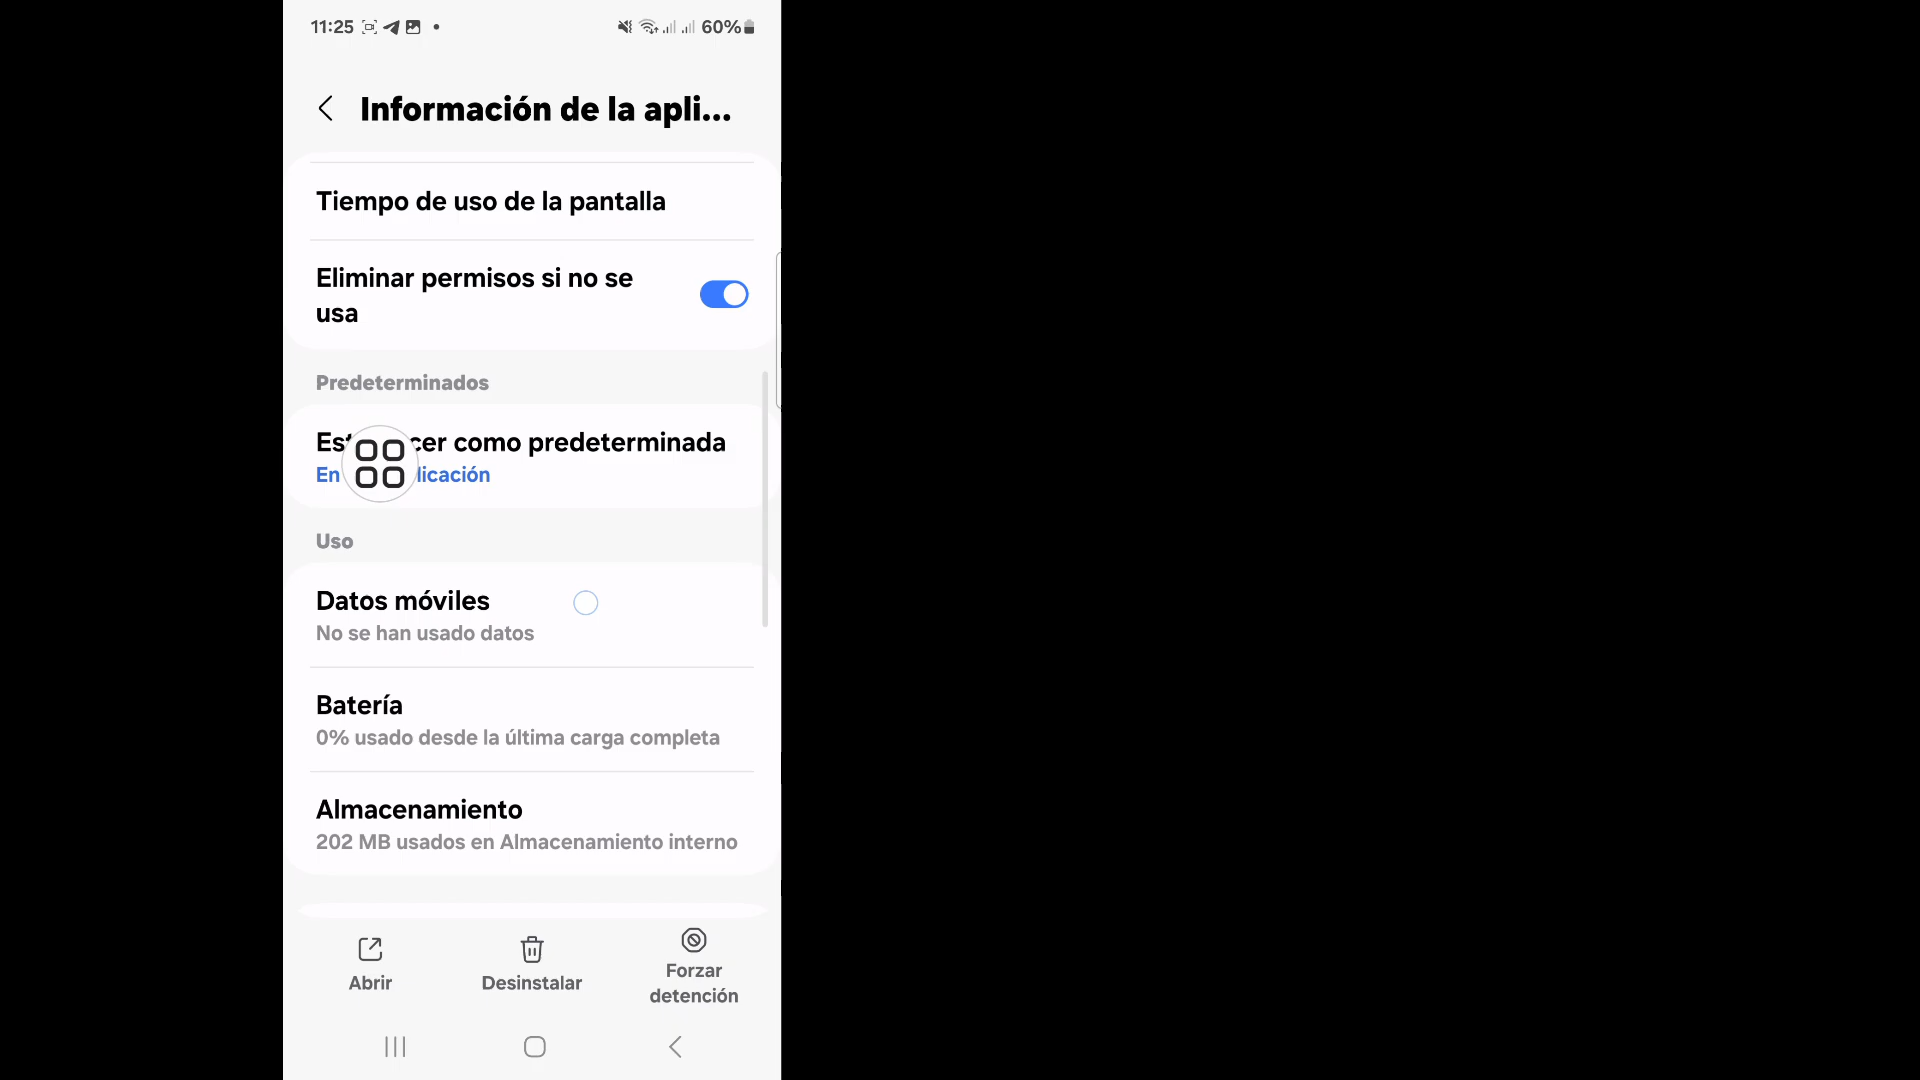 11:25
60%
Información de la apli...
Tiempo de uso de la pantalla
Eliminar permisos si no se
usa
Predeterminados
Est cer como predeterminada
En licación
Uso
Datos móviles
No se han usado datos
Batería
0% usado desde la última carga completa
Almacenamiento
202 MB usados en Almacenamiento interno
Abrir
Desinstalar
Forzar
detención